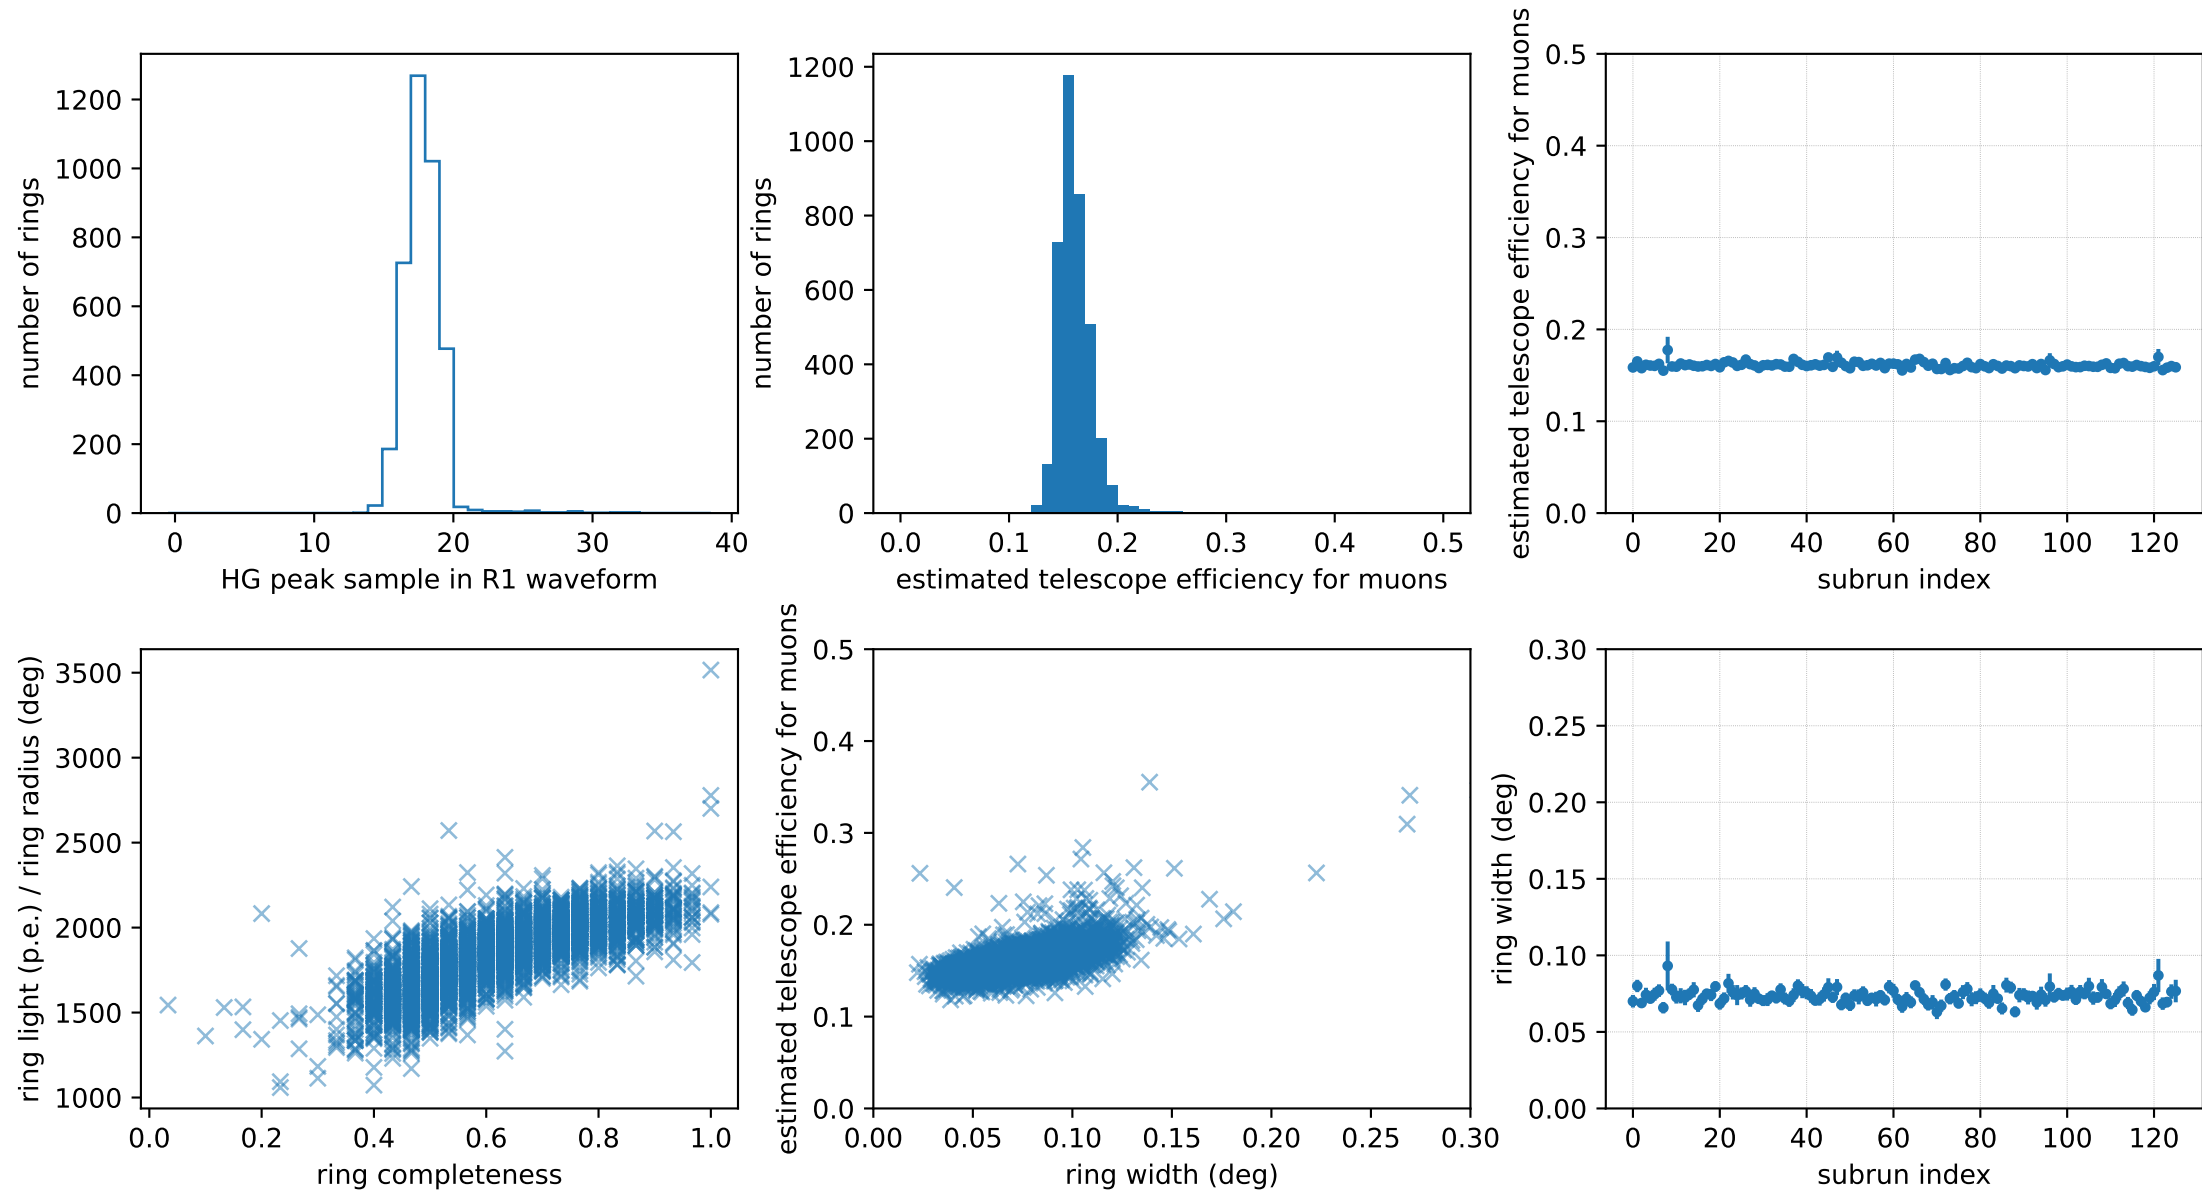 number of rings
1200
1000
800
600
400
200
0
0 10 20 30 40
HG peak sample in R1 waveform
number of rings
1200
1000
800
600
400
200
0
0.0 0.1 0.2 0.3 0.4 0.5
estimated telescope efficiency for muons
estimated telescope efficiency for muons
0.5
0.4
0.3
0.2
0.1
0.0
0 20 40 60 80 100 120
subrun index
ring light (p.e.) / ring radius (deg)
3500
3000
2500
2000
1500
1000
0.0 0.2 0.4 0.6 0.8 1.0
ring completeness
estimated telescope efficiency for muons
0.5
0.4
0.3
0.2
0.1
0.0
0.00 0.05 0.10 0.15 0.20 0.25 0.30
ring width (deg)
ring width (deg)
0.30
0.25
0.20
0.15
0.10
0.05
0.00
0 20 40 60 80 100 120
subrun index